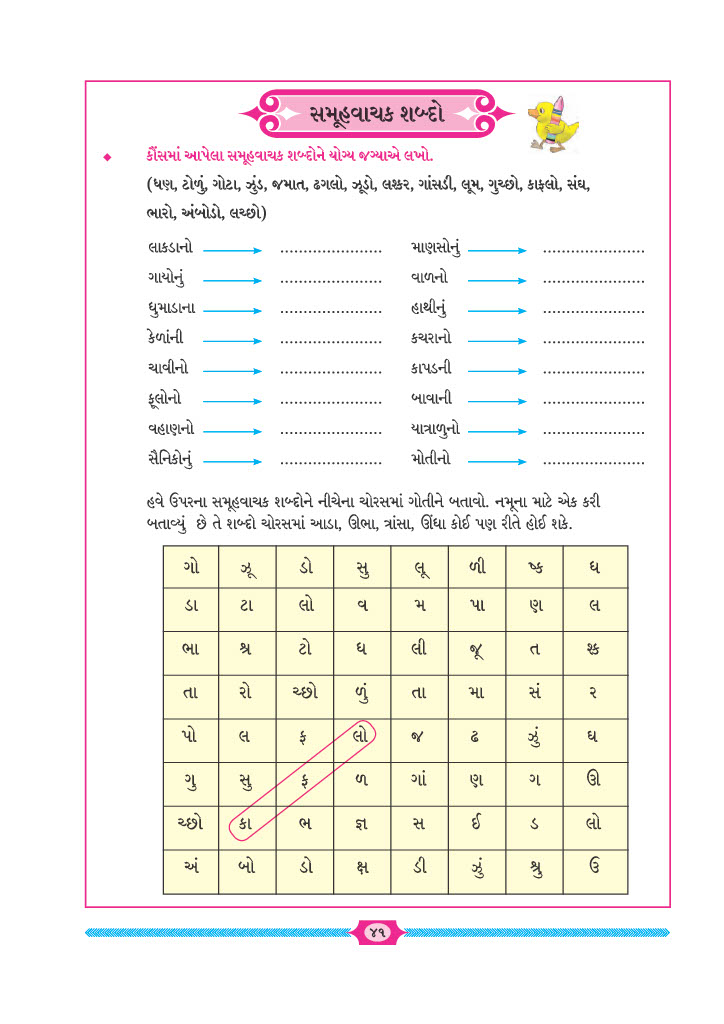 સમૂહવાચક શબ્દો
કૌંસમાં આપેલા સમૂહવાચક શબ્દોને યોગ્ય જગ્યાએ લખો.
(ધણ, ટોળું, ગોટા, ઝુંડ, જમાત, ઢગલો, ઝૂડો, લશ્કર, ગાંસડી, લૂમ, ગુચ્છો, કાફલો, સંઘ,
ભારો, અંબોડો, લચ્છો)
લાકડાનો ...................... માણસોનું ......................
ગાયોનું ...................... વાળનો ......................
ધુમાડાના ...................... હાથીનું ......................
કેળાંની ...................... કચરાનો ......................
ચાવીનો ...................... કાપડની ......................
ફૂલોનો ...................... બાવાની ......................
વહાણનો ...................... યાત્રાળુનો ......................
સૈનિકોનું ...................... મોતીનો ......................
હવે ઉપરના સમૂહવાચક શબ્દોને નીચેના ચોરસમાં ગોતીને બતાવો. નમૂના માટે એક કરી
બતાવ્યું છે તે શબ્દો ચોરસમાં આડા, ઊભા, ત્રાંસા, ઊંધા કોઈ પણ રીતે હોઈ શકે.
ગો ઝૂ ડો સુ લૂ ળી ષ્ક ધ
ડા ટા લો વ મ પા ણ લ
ભા શ્ર ટો ઘ લી જૂ ત શ્ક
તા રો ચ્છો ળું તા મા સં ર
પો લ ફ લો જ ઢ ઝું ઘ
ગુ સુ ફ ળ ગાં ણ ગ ઊ
ચ્છો કા ભ જ્ઞ સ ઈ ડ લો
અં બો ડો ક્ષ ડી ઝું શ્રુ ઉ
૪૧